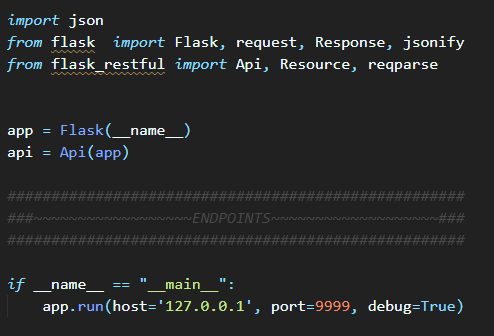 import json
from flask  import Flask, request, Response, jsonify
from flask_restful import Api, Resource, reqparse
app = Flask(__name__)
api = Api(app)
####################################################
###~~~~~~~~~~~~~~~~~~ENDPOINTS~~~~~~~~~~~~~~~~~~~###
####################################################
if __name__ == "__main__":
    app.run(host='127.0.0.1', port=9999, debug=True)